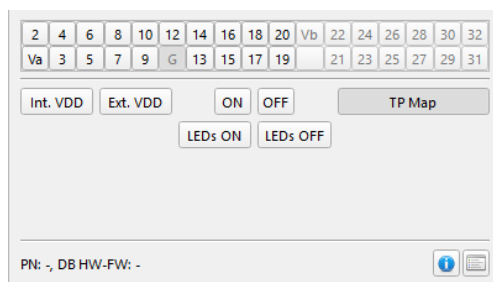 2 4 6 8 10 12 14 16 18 20 Vb 22 24 26 28 30 32
Va 3 5 7 9 G 13 15 17 19 21 23 25 27 29 31
Int. VDD Ext. VDD ON OFF TP Map
LEDs ON LEDs OFF
PN: -, DB HW-FW: -